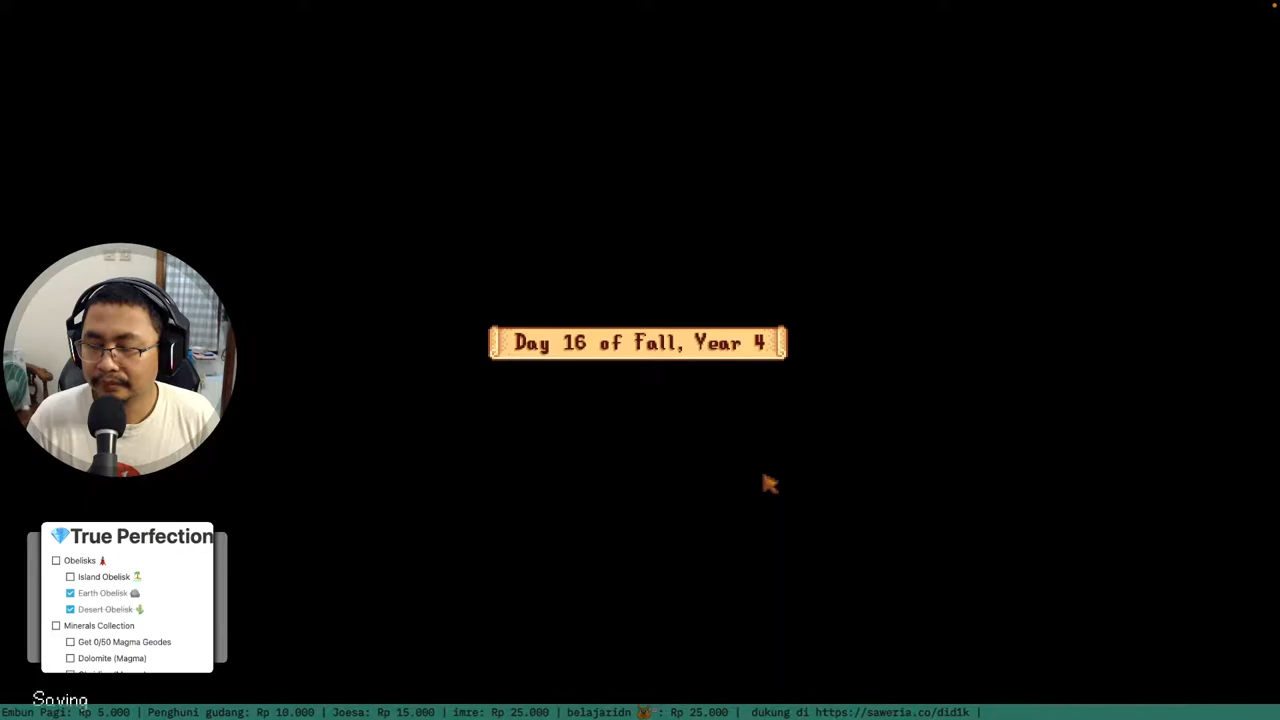 Day 16 of Fall, Year 4
True Perfection
Obelisks
Island Obelisk
Earth Obelisk
Desert Obelisk
Minerals Collection
Get 0/50 Magma Geodes
Dolomite (Magma)
Saving
Embun Pagi: Rp 5.000 | Penghuni gudang: Rp 10.000 | Joesa: Rp 15.000 | imre: Rp 25.000 | belajaridn : Rp 25.000 | dukung di https://saweria.co/did1k |